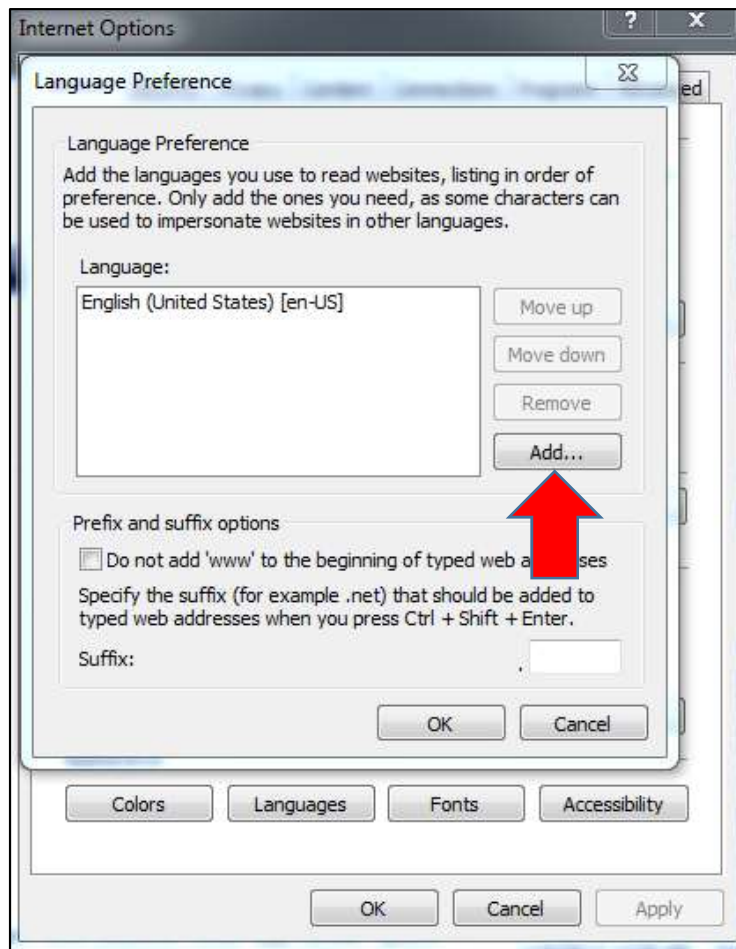 Internet Options
Language Preference
ed
Language Preference
Add the languages you use to read websites, listing in order of
preference. Only add the ones you need, as some characters can
be used to impersonate websites in other languages.
Language:
English (United States) [en-US]
Move up
Move down
Remove
Add...
Prefix and suffix options
Do not add 'www' to the beginning of typed web a ses
Specify the suffix (for example .net) that should be added to
typed web addresses when you press Ctrl + Shift + Enter.
Suffix:
.
OK Cancel
Colors Languages Fonts Accessibility
OK Cancel Apply